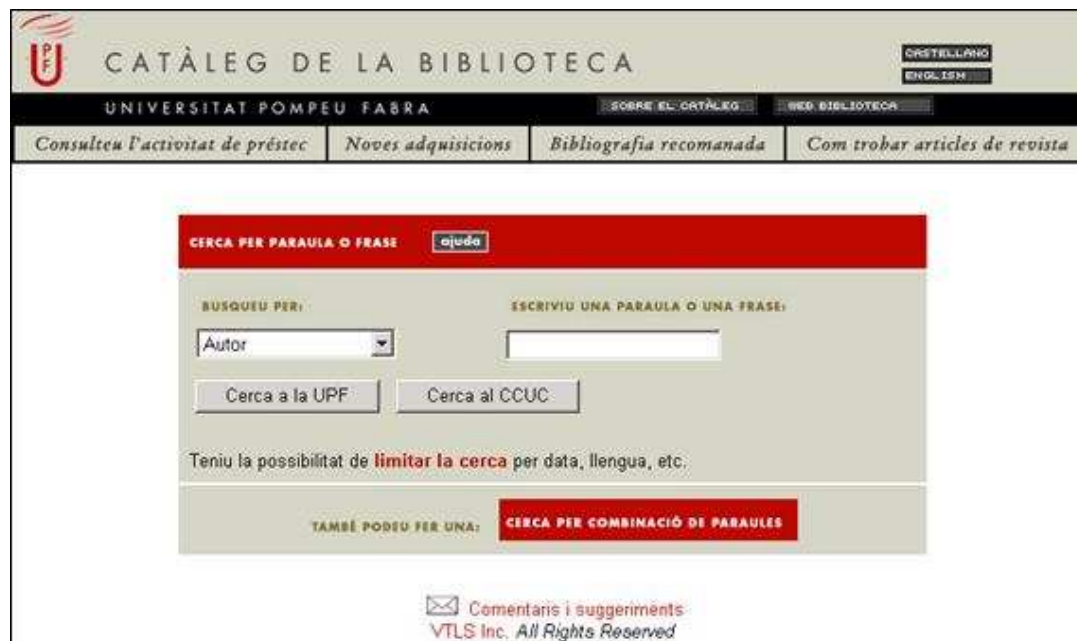 UPF
CATÀLEG DE LA BIBLIOTECA
CASTELLANO
ENGLISH
UNIVERSITAT POMPEU FABRA
SOBRE EL CATÀLEG
WEB BIBLIOTECA
Consulteu l'activitat de préstec
Noves adquisicions
Bibliografia recomanada
Com trobar articles de revista
CERCA PER PARAULA O FRASE
ajuda
BUSQUEU PER:
ESCRIVIU UNA PARAULA O UNA FRASE:
Autor
Cerca a la UPF
Cerca al CCUC
Teniu la possibilitat de limitar la cerca per data, llengua, etc.
TAMBÉ PODEU FER UNA:
CERCA PER COMBINACIÓ DE PARAULES
Comentaris i suggeriments
VTLS Inc. All Rights Reserved